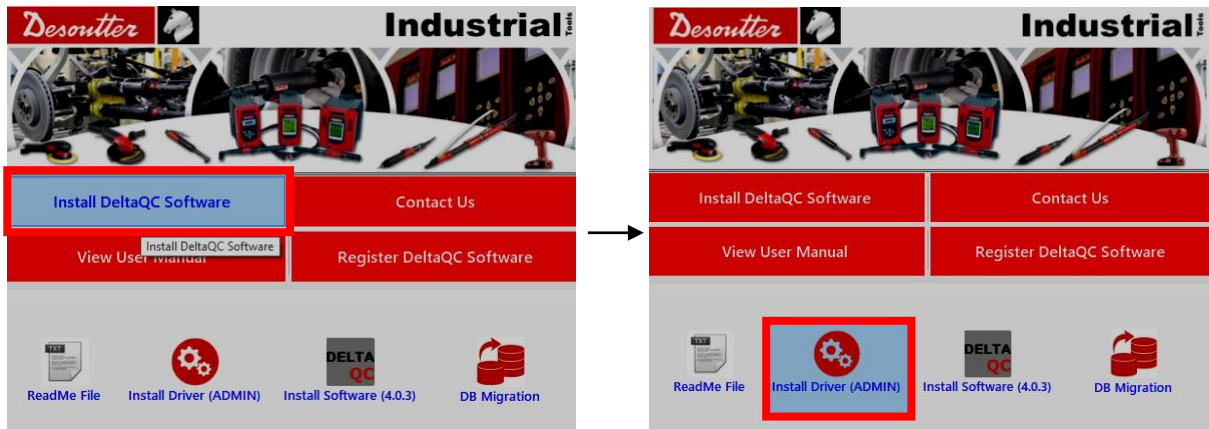 Desoutter Industrial Tools
Install DeltaQC Software
Contact Us
Install DeltaQC Software
View User Manual
Register DeltaQC Software
TXT
DELTA
QC
ReadMe File
Install Driver (ADMIN)
Install Software (4.0.3)
DB Migration
Desoutter Industrial Tools
Install DeltaQC Software
Contact Us
View User Manual
Register DeltaQC Software
TXT
DELTA
QC
ReadMe File
Install Driver (ADMIN)
Install Software (4.0.3)
DB Migration